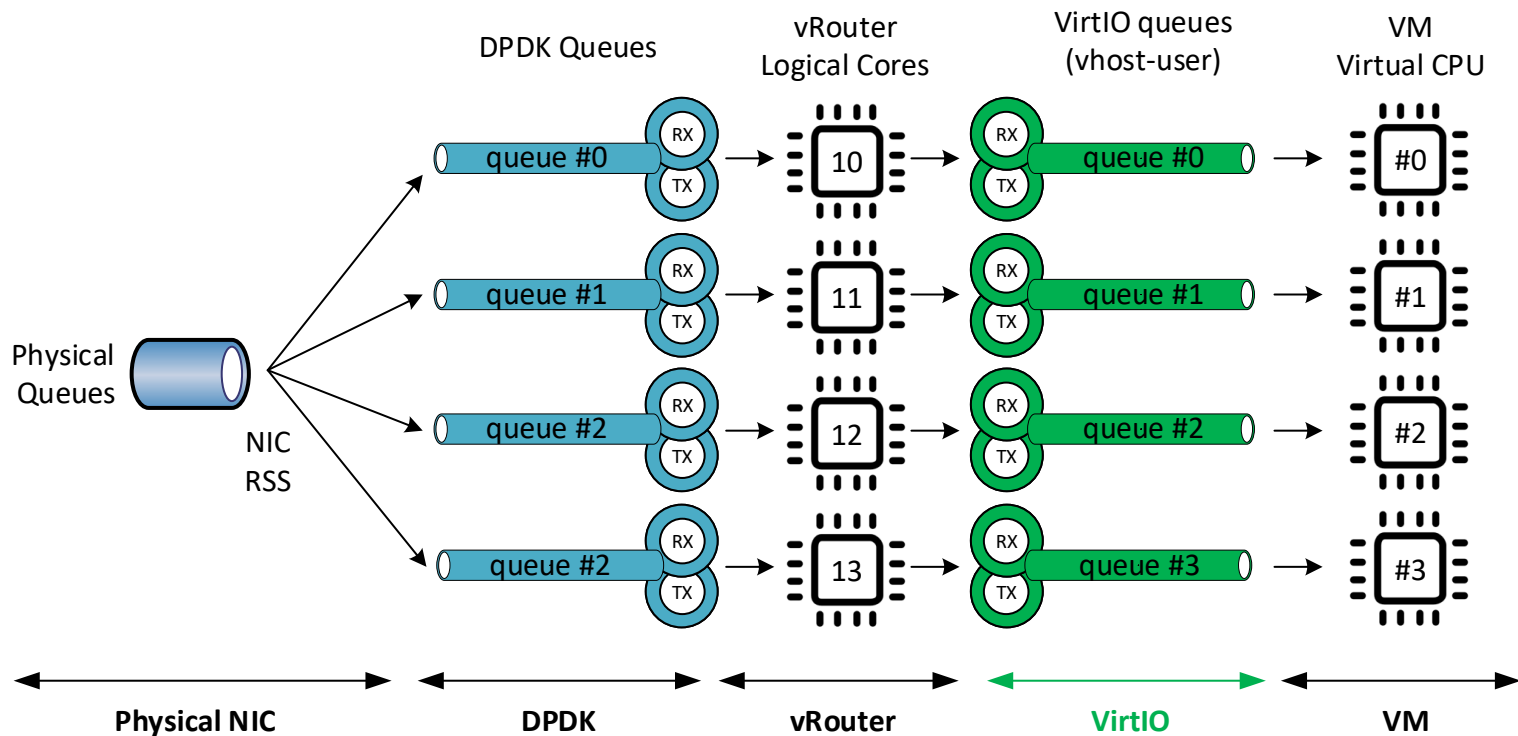 DPDK Queues
vRouter
Logical Cores
VirtIO queues
(vhost-user)
VM
Virtual CPU
RX
queue #0
TX
10
RX
queue #0
TX
#0
RX
queue #1
TX
11
RX
queue #1
TX
#1
Physical
Queues
NIC
RSS
RX
queue #2
TX
12
RX
queue #2
TX
#2
RX
queue #2
TX
13
RX
queue #3
TX
#3
Physical NIC
DPDK
vRouter
VirtIO
VM